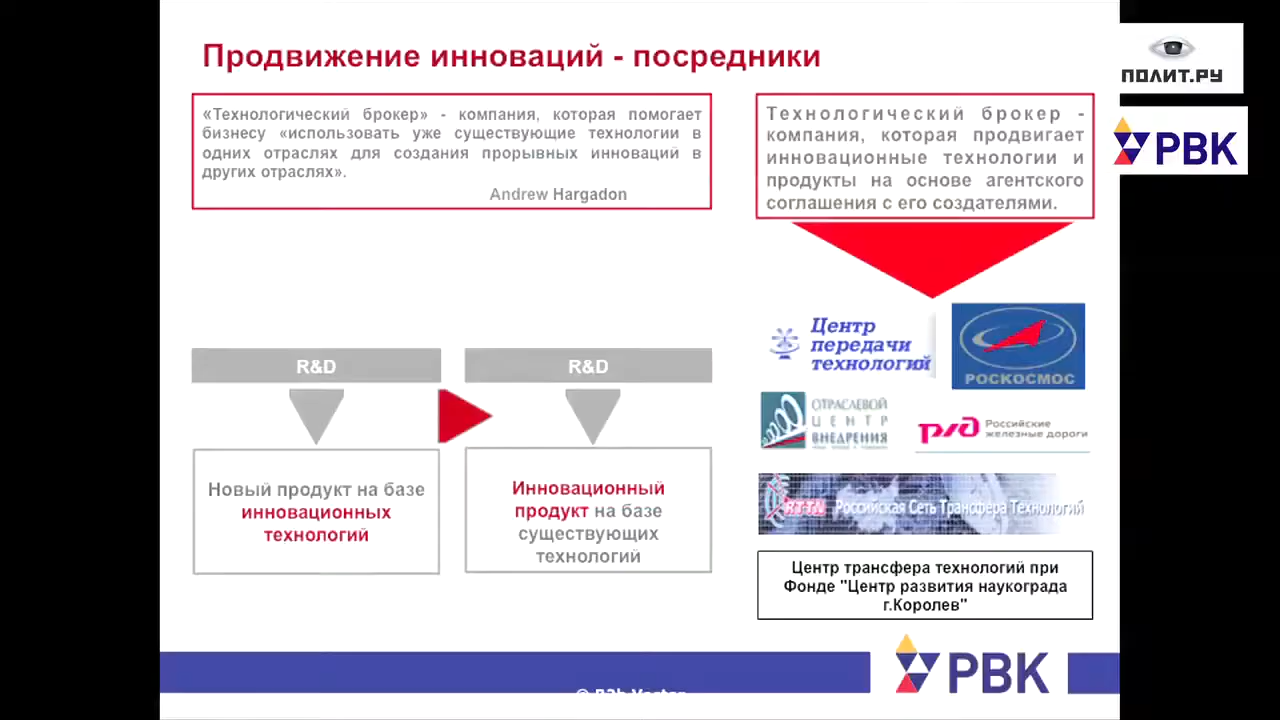 Продвижение инноваций - посредники
«Технологический брокер» - компания, которая помогает
бизнесу «использовать уже существующие технологии в
одних отраслях для создания прорывных инноваций в
других отраслях».
Andrew Hargadon
Технологический брокер -
компания, которая продвигает
инновационные технологии и
продукты на основе агентского
соглашения с его создателями.
ПОЛИТ.РУ
РВК
R&D
R&D
Новый продукт на базе
инновационных
технологий
Инновационный
продукт на базе
существующих
технологий
Центр
передачи
технологий
РОСКОСМОС
ОТРАСЛЕВОЙ
ЦЕНТР
ВНЕДРЕНИЯ
ржд
Российские
железные дороги
RTTN
Российская Сеть Трансфера Технологий
Центр трансфера технологий при
Фонде "Центр развития наукограда
г.Королев"
РВК